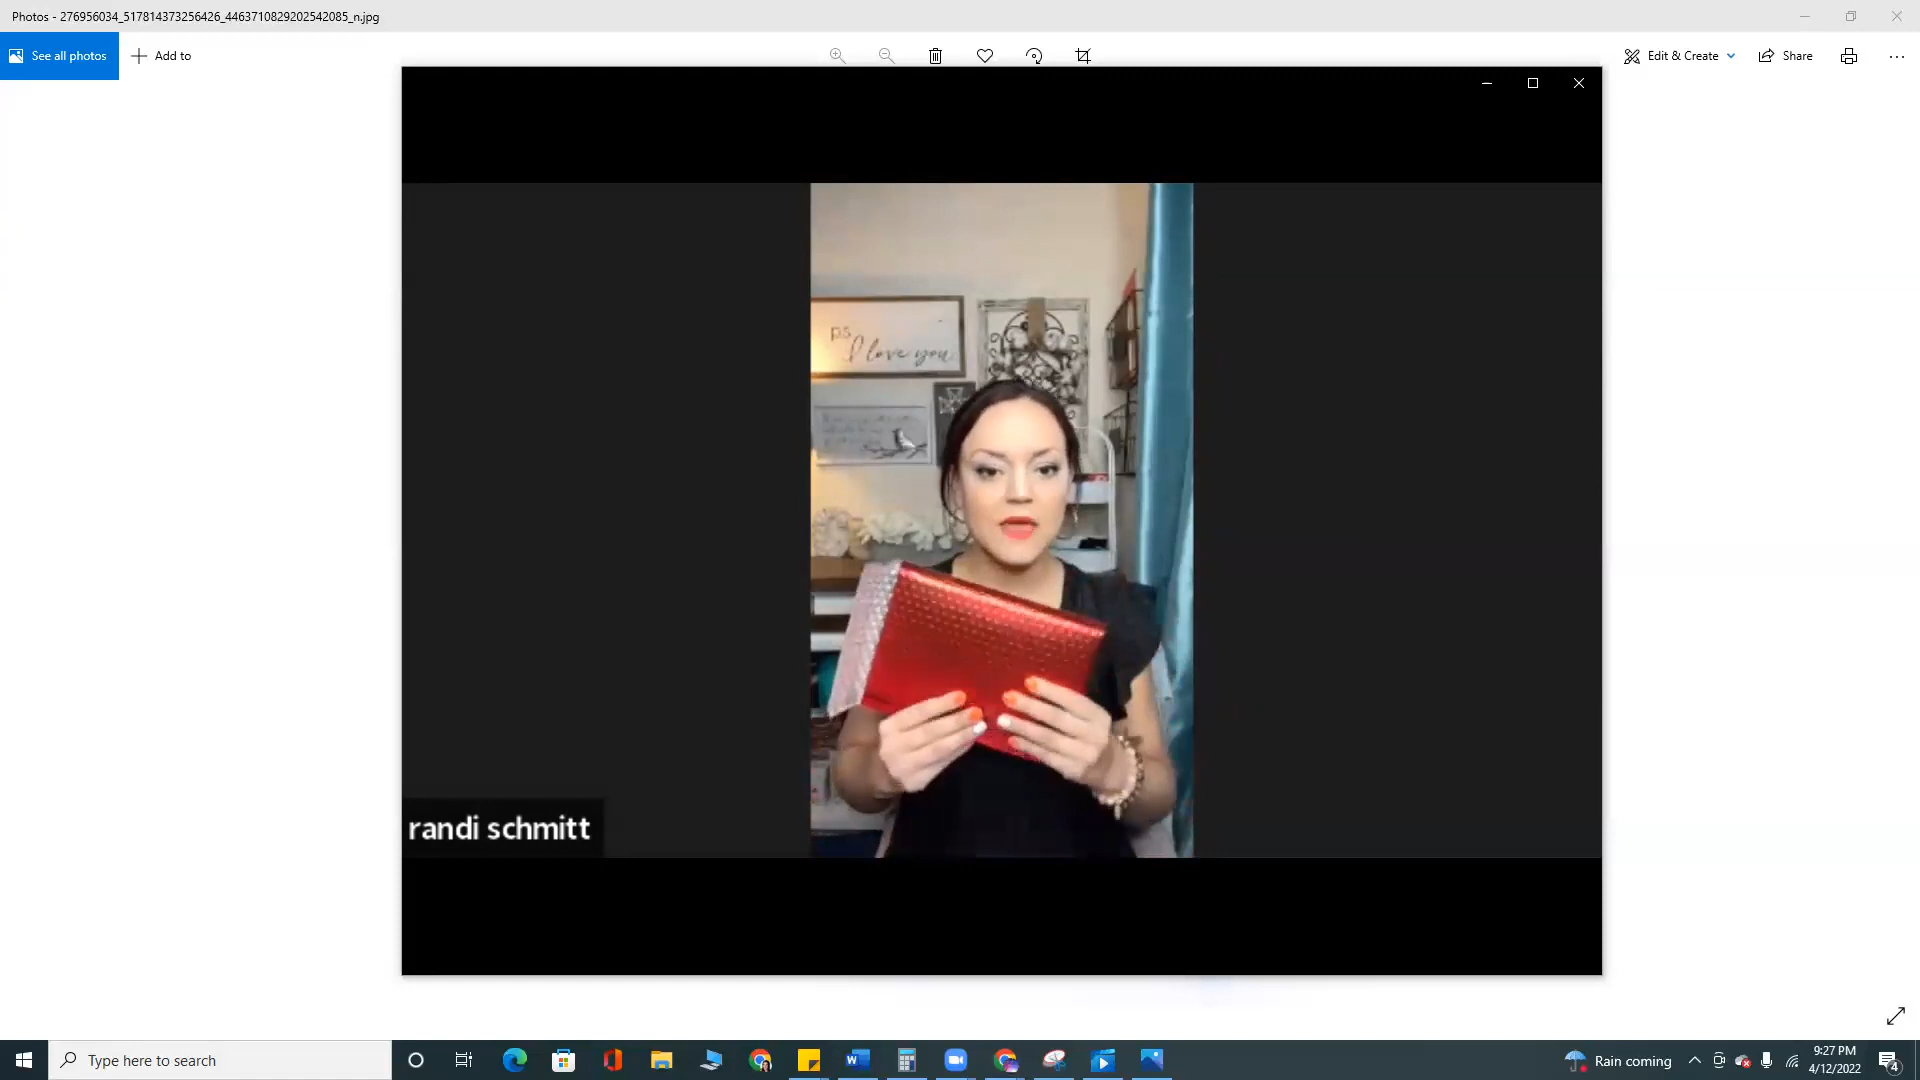 Photos - 276956034_517814373256426_4463710829202542085_n.jpg
See all photos
Add to
Edit & Create
Share
p.s.
I love you
randi schmitt
Type here to search
Rain coming
9:27 PM
4/12/2022
4